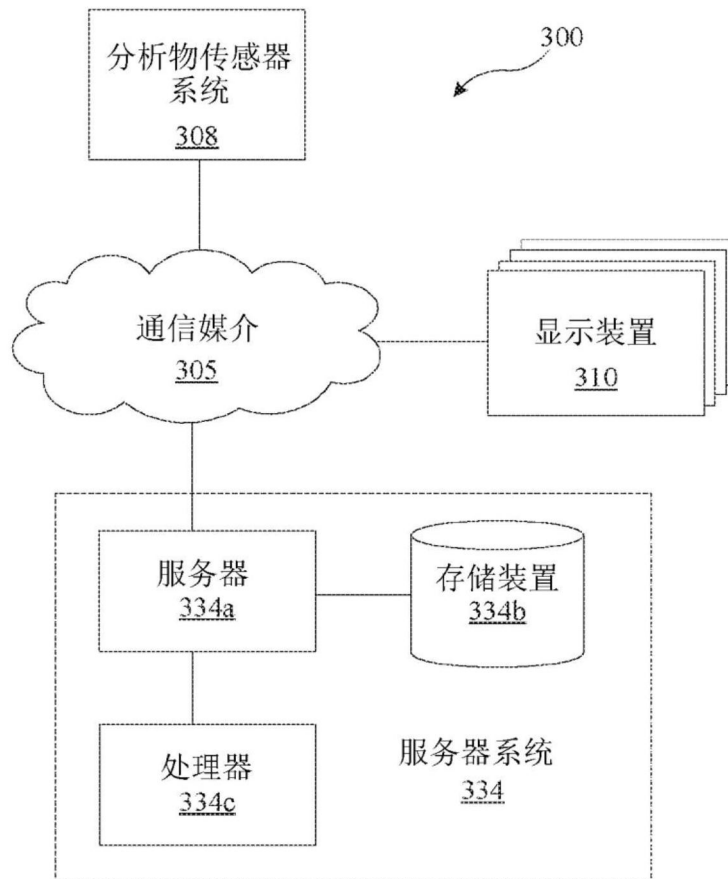 300
分析物传感器
系统
308
通信媒介
305
显示装置
310
服务器
334a
存储装置
334b
处理器
334c
服务器系统
334